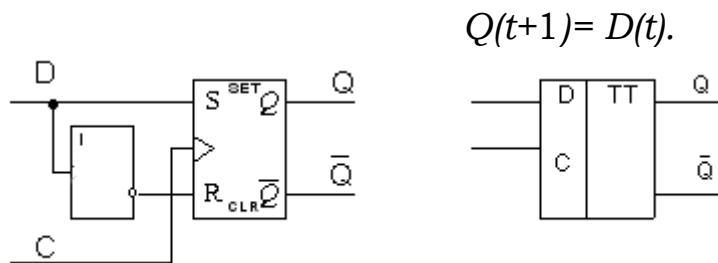 Q(t+1)= D(t).
D
S SET Q Q
D TT Q
1
C
R CLR Q̅ Q̅
Q̅
C